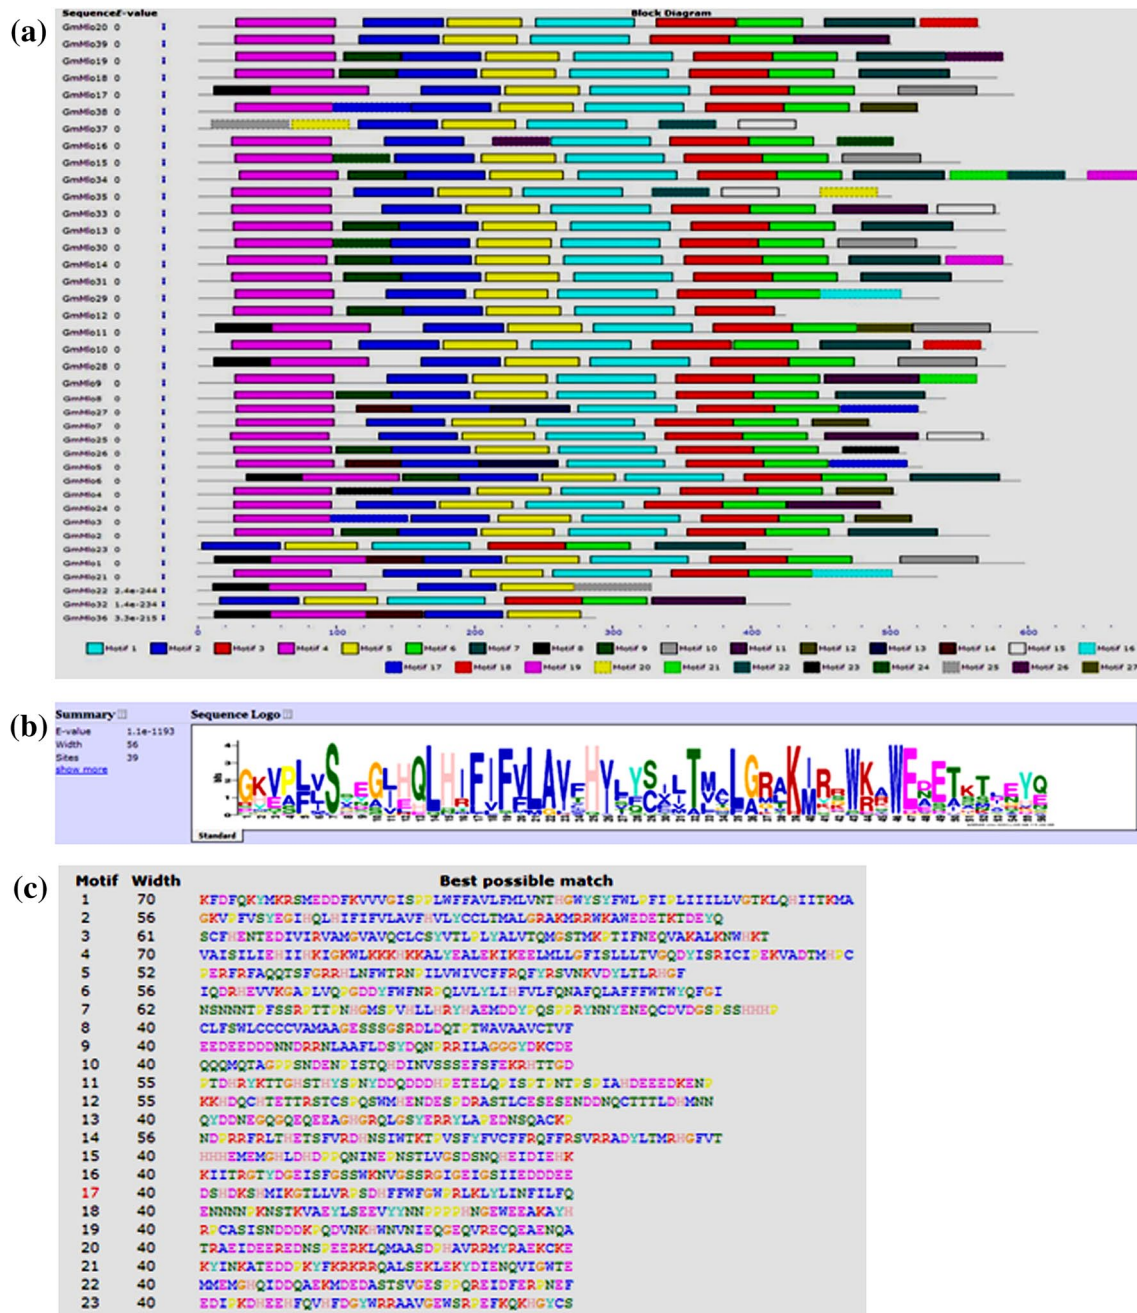 (a)
Sequence E-value Block Diagram
GmMlo20 0
GmMlo39 0
GmMlo19 0
GmMlo18 0
GmMlo17 0
GmMlo38 0
GmMlo37 0
GmMlo16 0
GmMlo15 0
GmMlo34 0
GmMlo35 0
GmMlo33 0
GmMlo13 0
GmMlo30 0
GmMlo14 0
GmMlo31 0
GmMlo29 0
GmMlo12 0
GmMlo11 0
GmMlo10 0
GmMlo28 0
GmMlo9 0
GmMlo8 0
GmMlo27 0
GmMlo7 0
GmMlo25 0
GmMlo26 0
GmMlo5 0
GmMlo6 0
GmMlo4 0
GmMlo24 0
GmMlo3 0
GmMlo2 0
GmMlo23 0
GmMlo1 0
GmMlo21 0
GmMlo22 2.4e-244
GmMlo32 1.4e-234
GmMlo36 3.3e-215
0 100 200 300 400 500 600
Motif 1 Motif 2 Motif 3 Motif 4 Motif 5 Motif 6 Motif 7 Motif 8 Motif 9 Motif 10 Motif 11 Motif 12 Motif 13 Motif 14 Motif 15 Motif 16
Motif 17 Motif 18 Motif 19 Motif 20 Motif 21 Motif 22 Motif 23 Motif 24 Motif 25 Motif 26 Motif 27
(b)
Summary Sequence Logo
E-value 1.1e-1193
Width 56
Sites 39
show more
Standard
(c)
Motif Width Best possible match
1 70 KFDFQKYMKRSMEDDFKVVVGISPPLWFFAVLFMLVNTHGWYSYFWLPFIPLIIILLVGTKLQHIITKMA
2 56 GKVPFVSYEGIHQLHIFIFVLAVFHVLYCCLTMALGRAKMRRWKAWEDETKTDEYQ
3 61 SCFHENTEDIVIRVAMGVAVQCLCSYVTLPLYALVTQMGSTMKPTIFNEQVAKALKNWHKT
4 70 VAISILIEHIIHKIGKWLKKKHKKALYEALEKIKEELMLLGFISLLLTVGQDYISRICIPEKVADTMHPC
5 52 PERFRFAQQTSFGRRHLNFWTRNPILVWIVCFFRQFYRSVNKVDYLTLRHGF
6 56 IQDRHEVVKGAPLVQPGDDYFWFNRPQLVLYLIHFVLFQNAFQLAFFFWTWYQFGI
7 62 NSNNNTPFSSRPTTPNHGMSPVHLLHRYHAEMDDYPQSPPRYNNYENEQCDVDGSPSSHHHP
8 40 CLFSWLCCCCVAMAAGESSSGSRDLDQTPTWAVAAVCTVF
9 40 EEDEEDDDNNDRRNLAAFLDSYDQNPRRILAGGGYDKCDE
10 40 QQQMQTAGPPSNDENPISTQHDINVSSSEFSFEKRHTTGD
11 55 PTDHRYKTTGHSTHYSPNYDDQDDDHPETELQPISPTPNTPSPIAHDEEEDKENP
12 55 KKHDQCHTETTRSTCSPQSWMHENDESPDRASTLCESESENDDNQCTTTLDHMNN
13 40 QYDDNEGQGQEQEEAGHGRQLGSYERRYLAPEDNSQACKP
14 56 NDPRRFRLTHETSFVRDHNSIWTKTPVSFYFVCFFRQFFRSVRRADYLTMRHGFVT
15 40 HHHEMEMGHLDHDPPQNINEPNSTLVGSDSNQHEIDIEHK
16 40 KIITRGTYDGEISFGSSWKNVGSSRGIGEIGSIIEDDDEE
17 40 DSHDKSHMIKGTLLVRPSDHFFWFGWPRLKLYLINFILFQ
18 40 ENNNNPKNSTKVAEYLSEEVYYNNPPPPHNGEWEEAKAYH
19 40 RPCASISNDDDKPQDVNKHWNVNIEQGEQVRECQEAENQA
20 40 TRAEIDEEREDNSPEERKLQMAASDPHAVRRMYRAEKCKE
21 40 KYINKATEDDPKYFKRKRRQALSEKLEKYDIENQVIGWTE
22 40 MMEMGHQIDDQAEKMDEDASTSVGESPPQREIDFERPNEF
23 40 EDIPKDHEEHFQVHFDGYWRRAAVGEWSRPEFKQKHGYCS